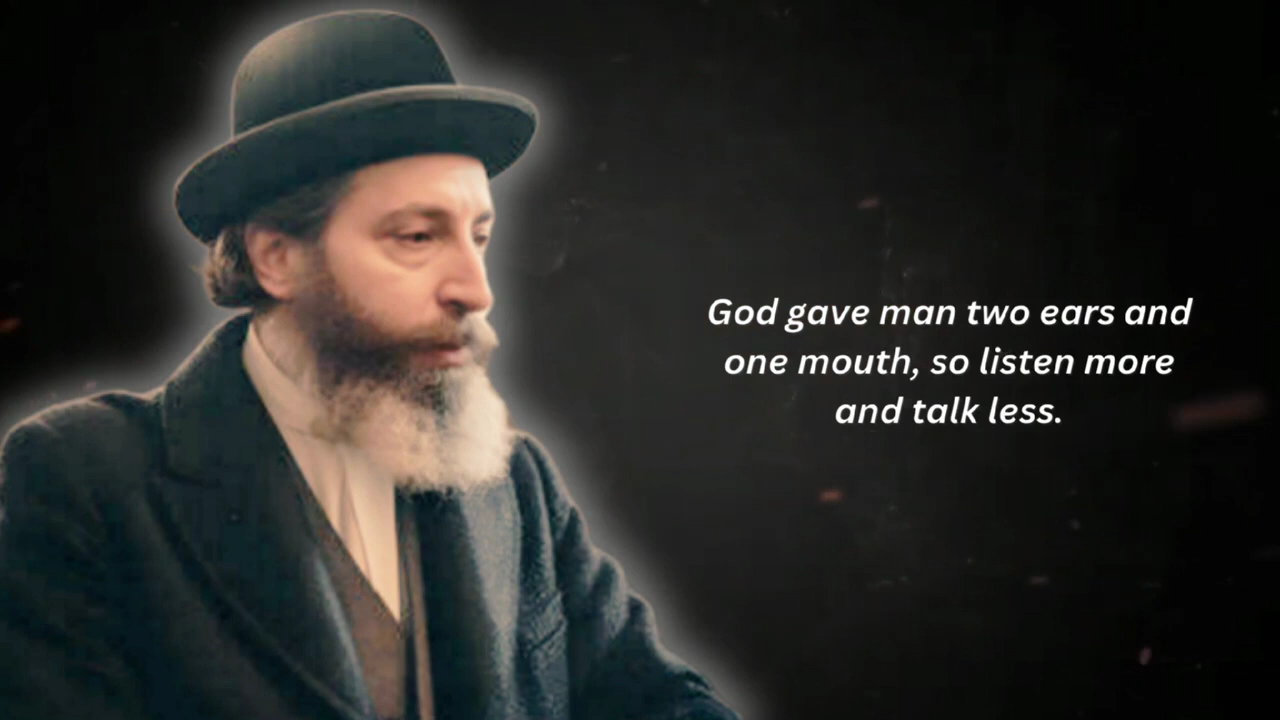 God gave man two ears and
one mouth, so listen more
and talk less.